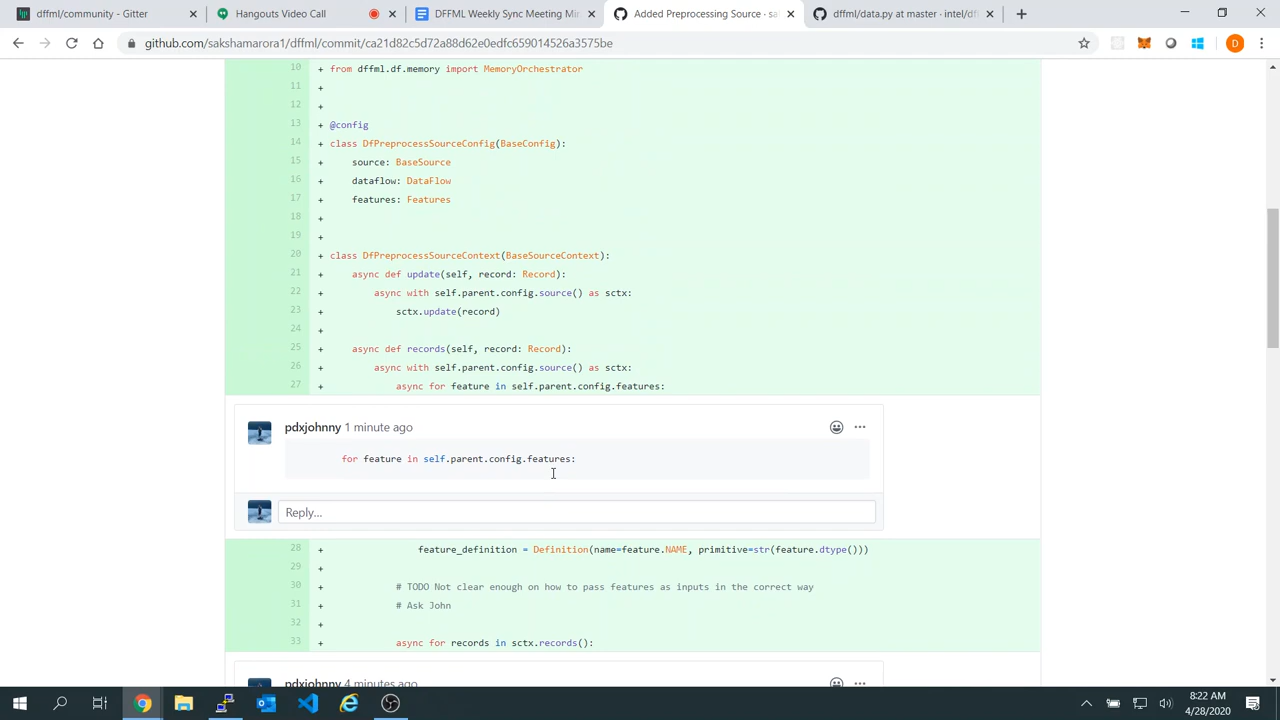 dffml/community - Gitter
Hangouts Video Call
DFFML Weekly Sync Meeting Min
Added Preprocessing Source · sa
dffml/data.py at master · intel/df
github.com/sakshamarora1/dffml/commit/ca21d82c5d72a88d62e0edfc659014526a3575be
D
10 + from dffml.df.memory import MemoryOrchestrator
11 +
12 +
13 + @config
14 + class DfPreprocessSourceConfig(BaseConfig):
15 + source: BaseSource
16 + dataflow: DataFlow
17 + features: Features
18 +
19 +
20 + class DfPreprocessSourceContext(BaseSourceContext):
21 + async def update(self, record: Record):
22 + async with self.parent.config.source() as sctx:
23 + sctx.update(record)
24 +
25 + async def records(self, record: Record):
26 + async with self.parent.config.source() as sctx:
27 + async for feature in self.parent.config.features:
pdxjohnny 1 minute ago
for feature in self.parent.config.features:
Reply...
28 + feature_definition = Definition(name=feature.NAME, primitive=str(feature.dtype()))
29 +
30 + # TODO Not clear enough on how to pass features as inputs in the correct way
31 + # Ask John
32 +
33 + async for records in sctx.records():
pdxjohnny 4 minutes ago
8:22 AM
4/28/2020